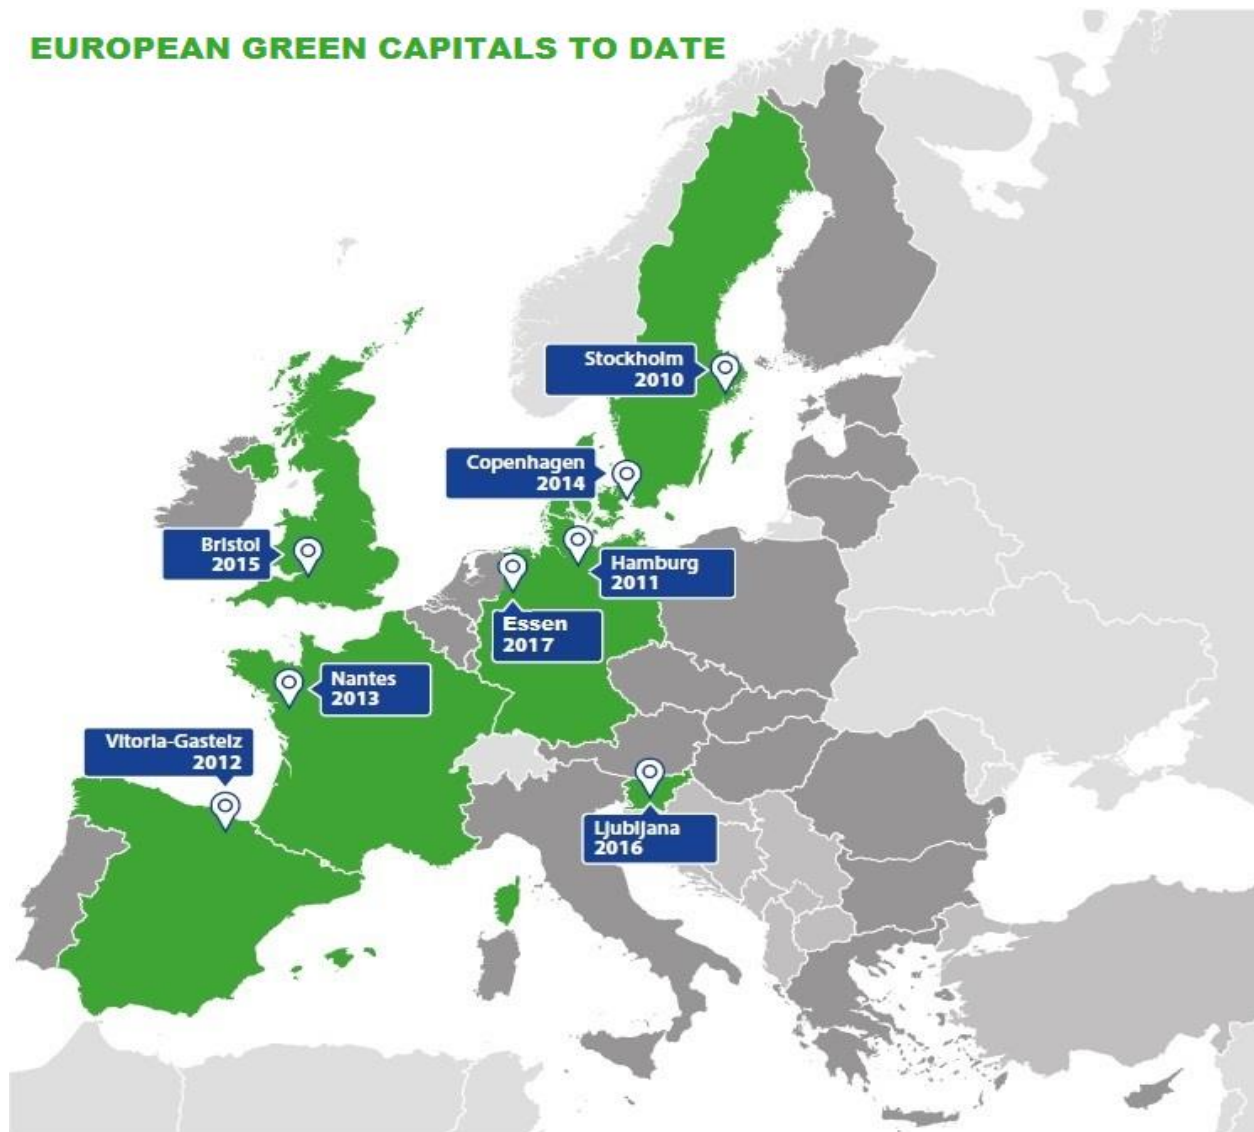 EUROPEAN GREEN CAPITALS TO DATE
Stockholm
2010
Copenhagen
2014
Bristol
2015
Hamburg
2011
Essen
2017
Nantes
2013
Vitoria-Gasteiz
2012
Ljubljana
2016